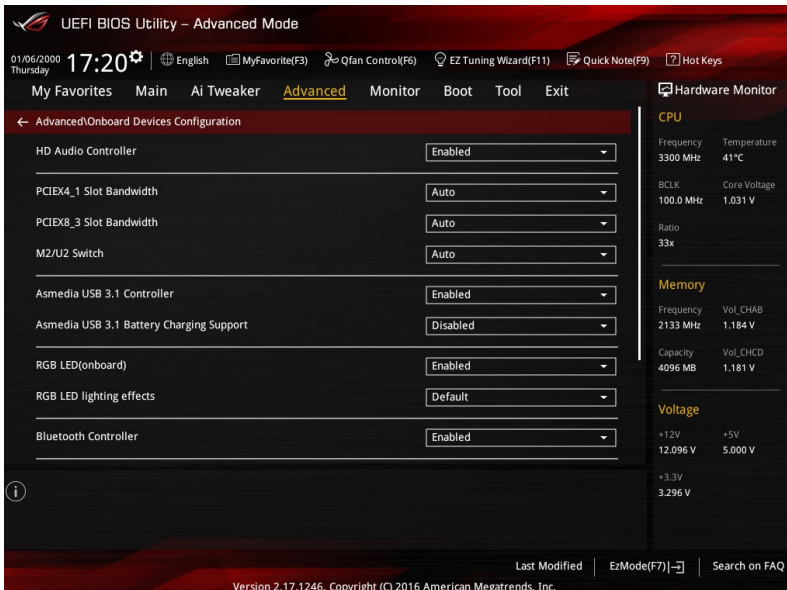 UEFI BIOS Utility – Advanced Mode
01/06/2000 Thursday 17:20 English MyFavorite(F3) Qfan Control(F6) EZ Tuning Wizard(F11) Quick Note(F9) ? Hot Keys
My Favorites Main Ai Tweaker Advanced Monitor Boot Tool Exit
← Advanced\Onboard Devices Configuration
HD Audio Controller Enabled
PCIEX4_1 Slot Bandwidth Auto
PCIEX8_3 Slot Bandwidth Auto
M2/U2 Switch Auto
Asmedia USB 3.1 Controller Enabled
Asmedia USB 3.1 Battery Charging Support Disabled
RGB LED(onboard) Enabled
RGB LED lighting effects Default
Bluetooth Controller Enabled
Hardware Monitor
CPU
Frequency Temperature
3300 MHz 41°C
BCLK Core Voltage
100.0 MHz 1.031 V
Ratio
33x
Memory
Frequency Vol_CHAB
2133 MHz 1.184 V
Capacity Vol_CHCD
4096 MB 1.181 V
Voltage
+12V +5V
12.096 V 5.000 V
+3.3V
3.296 V
Last Modified EzMode(F7) Search on FAQ
Version 2.17.1246. Copyright (C) 2016 American Megatrends, Inc.